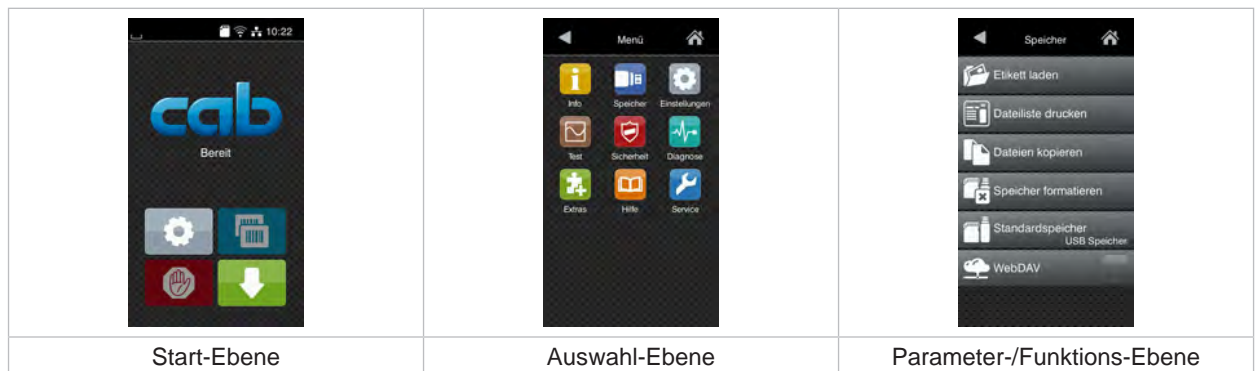 10:22
cab
Bereit
Menü
Info Speicher Einstellungen
Test Sicherheit Diagnose
Extras Hilfe Service
Speicher
Etikett laden
Dateiliste drucken
Dateien kopieren
Speicher formatieren
Standardspeicher
USB Speicher
WebDAV
Start-Ebene
Auswahl-Ebene
Parameter-/Funktions-Ebene